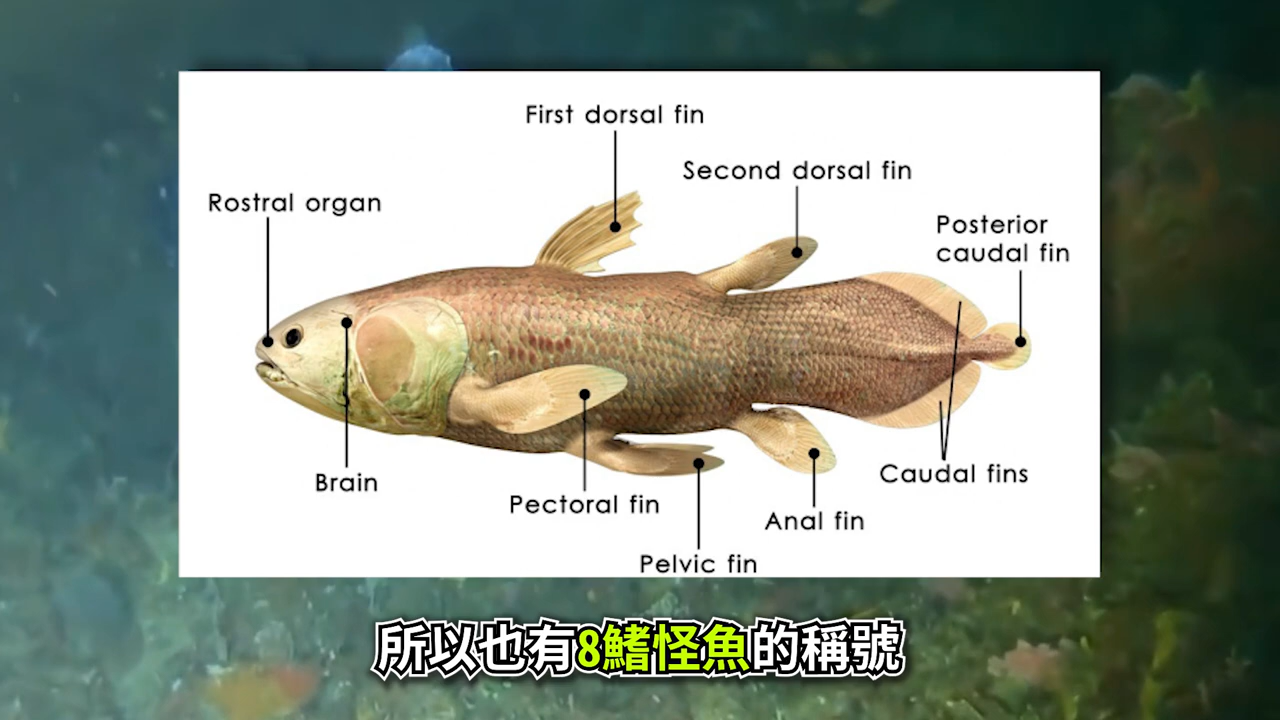 First dorsal fin
Second dorsal fin
Rostral organ
Posterior
caudal fin
Brain
Pectoral fin
Caudal fins
Anal fin
Pelvic fin
所以也有8鰭怪魚的稱號